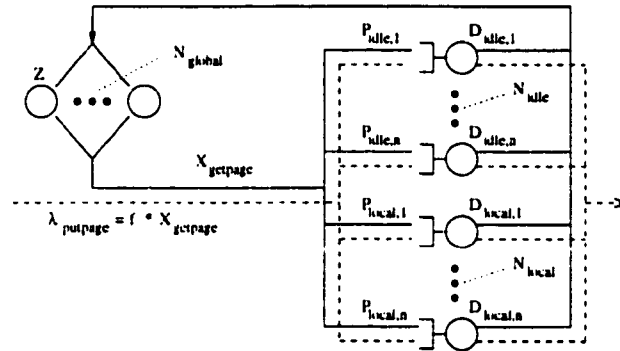 P_idle,1 D_idle,1
Z N_global
N_idle
P_idle,n D_idle,n
X_getpage
λ_putpage = f * X_getpage
P_local,1 D_local,1
N_local
P_local,n D_local,n